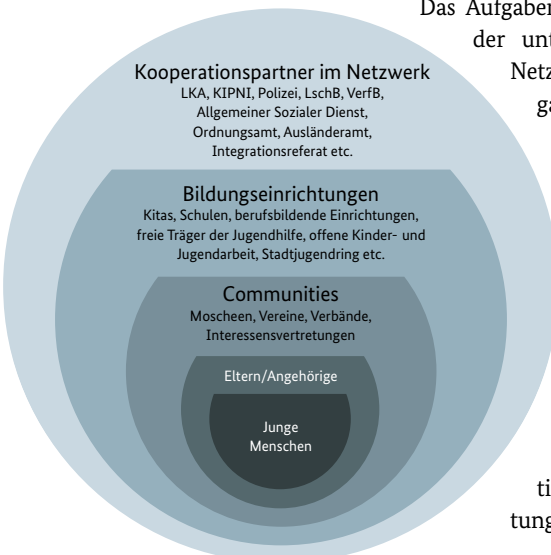 Das Aufgaben
der unt
Netz
ga
Kooperationspartner im Netzwerk
LKA, KIPNI, Polizei, LschB, VerfB,
Allgemeiner Sozialer Dienst,
Ordnungsamt, Ausländeramt,
Integrationsreferat etc.
Bildungseinrichtungen
Kitas, Schulen, berufsbildende Einrichtungen,
freie Träger der Jugendhilfe, offene Kinder- und
Jugendarbeit, Stadtjugendring etc.
Communities
Moscheen, Vereine, Verbände,
Interessensvertretungen
Eltern/Angehörige
Junge
Menschen
ti
tung